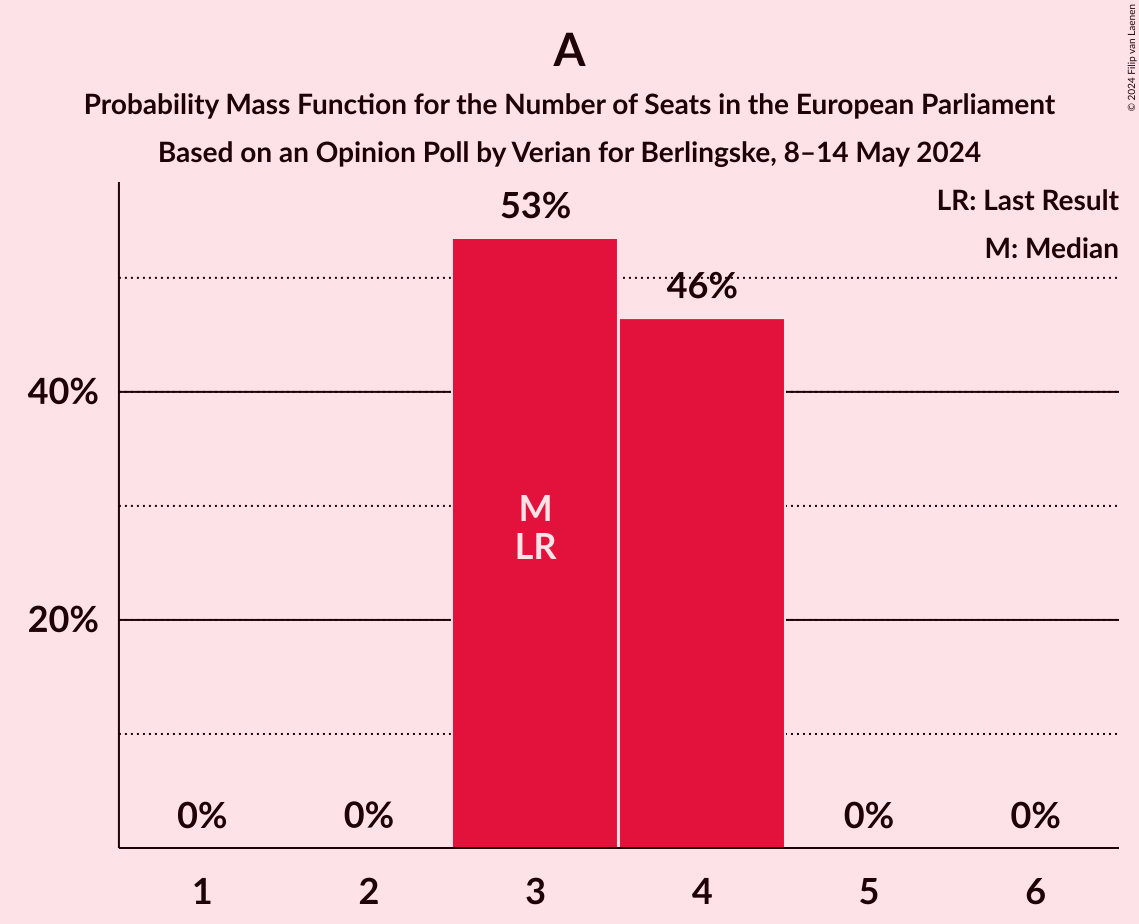 A
Probability Mass Function for the Number of Seats in the European Parliament
Based on an Opinion Poll by Verian for Berlingske, 8–14 May 2024
© 2024 Filip van Laenen
LR: Last Result
M: Median
53%
46%
40%
20%
M
LR
0%
0%
0%
0%
1
2
3
4
5
6